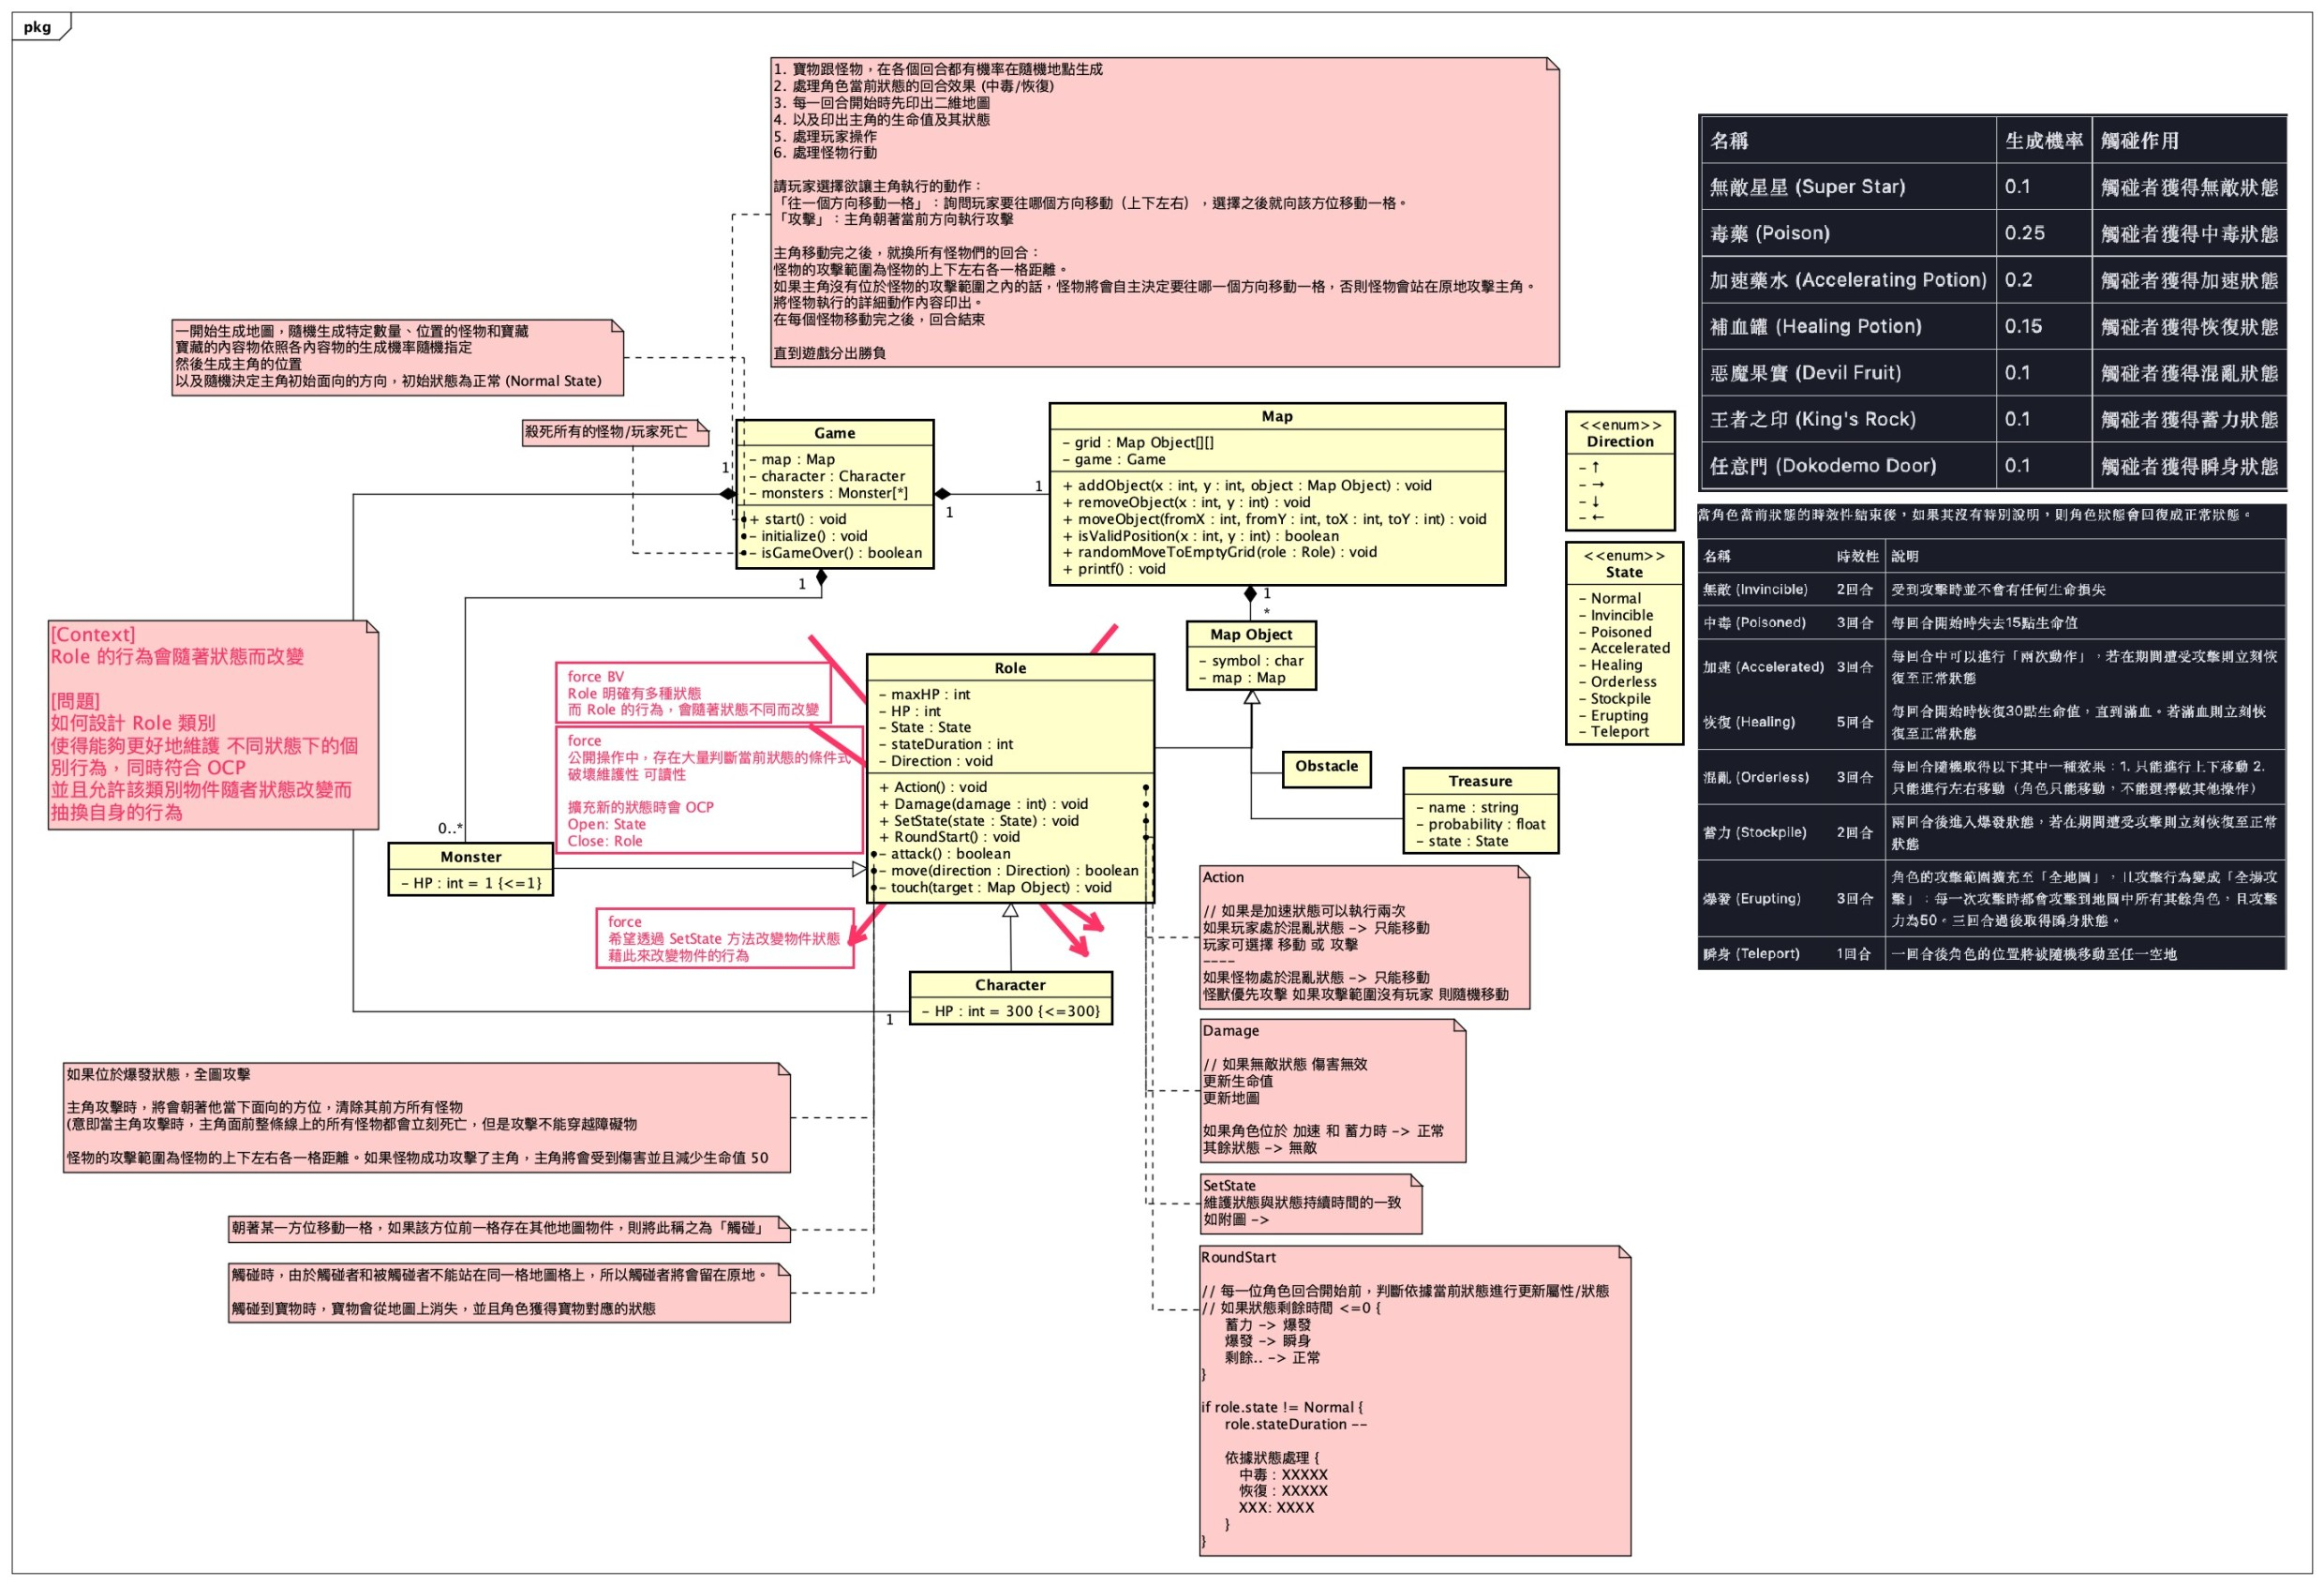 pkg
1. 寶物跟怪物，在各個回合都有機率在隨機地點生成
2. 處理角色當前狀態的回合效果 (中毒/恢復)
3. 每一回合開始時先印出二維地圖
4. 以及印出主角的生命值及其狀態
5. 處理玩家操作
6. 處理怪物行動
請玩家選擇欲讓主角執行的動作：
「往一個方向移動一格」：詢問玩家要往哪個方向移動（上下左右），選擇之後就向該方位移動一格。
「攻擊」：主角朝著當前方向執行攻擊
主角移動完之後，就換所有怪物們的回合：
怪物的攻擊範圍為怪物的上下左右各一格距離。
如果主角沒有位於怪物的攻擊範圍之內的話，怪物將會自主決定要往哪一個方向移動一格，否則怪物會站在原地攻擊主角。
將怪物執行的詳細動作內容印出。
在每個怪物移動完之後，回合結束
直到遊戲分出勝負
一開始生成地圖，隨機生成特定數量、位置的怪物和寶藏
寶藏的內容物依照各內容物的生成機率隨機指定
然後生成主角的位置
以及隨機決定主角初始面向的方向，初始狀態為正常 (Normal State)
殺死所有的怪物/玩家死亡
Game
- map : Map
- character : Character
- monsters : Monster[*]
+ start() : void
- initialize() : void
- isGameOver() : boolean
1
1
1
1
Map
- grid : Map Object[][]
- game : Game
+ addObject(x : int, y : int, object : Map Object) : void
+ removeObject(x : int, y : int) : void
+ moveObject(fromX : int, fromY : int, toX : int, toY : int) : void
+ isValidPosition(x : int, y : int) : boolean
+ randomMoveToEmptyGrid(role : Role) : void
+ printf() : void
1
*
<<enum>>
Direction
- ↑
- →
- ↓
- ←
<<enum>>
State
- Normal
- Invincible
- Poisoned
- Accelerated
- Healing
- Orderless
- Stockpile
- Erupting
- Teleport
名稱 生成機率 觸碰作用
無敵星星 (Super Star) 0.1 觸碰者獲得無敵狀態
毒藥 (Poison) 0.25 觸碰者獲得中毒狀態
加速藥水 (Accelerating Potion) 0.2 觸碰者獲得加速狀態
補血罐 (Healing Potion) 0.15 觸碰者獲得恢復狀態
惡魔果實 (Devil Fruit) 0.1 觸碰者獲得混亂狀態
王者之印 (King's Rock) 0.1 觸碰者獲得蓄力狀態
任意門 (Dokodemo Door) 0.1 觸碰者獲得瞬身狀態
當角色當前狀態的時效性結束後，如果其沒有特別說明，則角色狀態會回復成正常狀態。
名稱 時效性 說明
無敵 (Invincible) 2回合 受到攻擊時並不會有任何生命損失
中毒 (Poisoned) 3回合 每回合開始時失去15點生命值
加速 (Accelerated) 3回合 每回合中可以進行「兩次動作」，若在期間遭受攻擊則立刻恢
復至正常狀態
恢復 (Healing) 5回合 每回合開始時恢復30點生命值，直到滿血。若滿血則立刻恢
復至正常狀態
混亂 (Orderless) 3回合 每回合隨機取得以下其中一種效果：1. 只能進行上下移動 2.
只能進行左右移動（角色只能移動，不能選擇做其他操作）
蓄力 (Stockpile) 2回合 兩回合後進入爆發狀態，若在期間遭受攻擊則立刻恢復至正常
狀態
爆發 (Erupting) 3回合 角色的攻擊範圍擴充至「全地圖」，且攻擊行為變成「全場攻
擊」：每一次攻擊時都會攻擊到地圖中所有其餘角色，且攻擊
力為50。三回合過後取得瞬身狀態。
瞬身 (Teleport) 1回合 一回合後角色的位置將被隨機移動至任一空地
[Context]
Role 的行為會隨著狀態而改變
[問題]
如何設計 Role 類別
使得能夠更好地維護 不同狀態下的個
別行為，同時符合 OCP
並且允許該類別物件隨者狀態改變而
抽換自身的行為
force BV
Role 明確有多種狀態
而 Role 的行為，會隨著狀態不同而改變
force
公開操作中，存在大量判斷當前狀態的條件式
破壞維護性 可讀性
擴充新的狀態時會 OCP
Open: State
Close: Role
force
希望透過 SetState 方法改變物件狀態
藉此來改變物件的行為
Role
- maxHP : int
- HP : int
- State : State
- stateDuration : int
- Direction : void
+ Action() : void
+ Damage(damage : int) : void
+ SetState(state : State) : void
+ RoundStart() : void
- attack() : boolean
- move(direction : Direction) : boolean
- touch(target : Map Object) : void
Map Object
- symbol : char
- map : Map
Obstacle
Treasure
- name : string
- probability : float
- state : State
0..*
Monster
- HP : int = 1 {<=1}
Character
- HP : int = 300 {<=300}
1
Action
// 如果是加速狀態可以執行兩次
如果玩家處於混亂狀態 -> 只能移動
玩家可選擇 移動 或 攻擊
----
如果怪物處於混亂狀態 -> 只能移動
怪獸優先攻擊 如果攻擊範圍沒有玩家 則隨機移動
Damage
// 如果無敵狀態 傷害無效
更新生命值
更新地圖
如果角色位於 加速 和 蓄力時 -> 正常
其餘狀態 -> 無敵
SetState
維護狀態與狀態持續時間的一致
如附圖 ->
RoundStart
// 每一位角色回合開始前，判斷依據當前狀態進行更新屬性/狀態
// 如果狀態剩餘時間 <=0 {
蓄力 -> 爆發
爆發 -> 瞬身
剩餘.. -> 正常
}
if role.state != Normal {
role.stateDuration --
依據狀態處理 {
中毒 : XXXXX
恢復 : XXXXX
XXX: XXXX
}
}
如果位於爆發狀態，全圖攻擊
主角攻擊時，將會朝著他當下面向的方位，清除其前方所有怪物
(意即當主角攻擊時，主角面前整條線上的所有怪物都會立刻死亡，但是攻擊不能穿越障礙物
怪物的攻擊範圍為怪物的上下左右各一格距離。如果怪物成功攻擊了主角，主角將會受到傷害並且減少生命值 50
朝著某一方位移動一格，如果該方位前一格存在其他地圖物件，則將此稱之為「觸碰」
觸碰時，由於觸碰者和被觸碰者不能站在同一格地圖格上，所以觸碰者將會留在原地。
觸碰到寶物時，寶物會從地圖上消失，並且角色獲得寶物對應的狀態